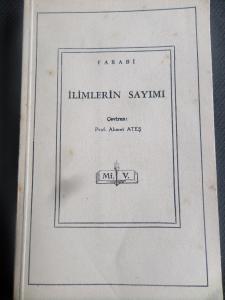 FARABİ
İLİMLERİN SAYIMI
Çeviren:
Prof. Ahmet ATEŞ
Mi. V.